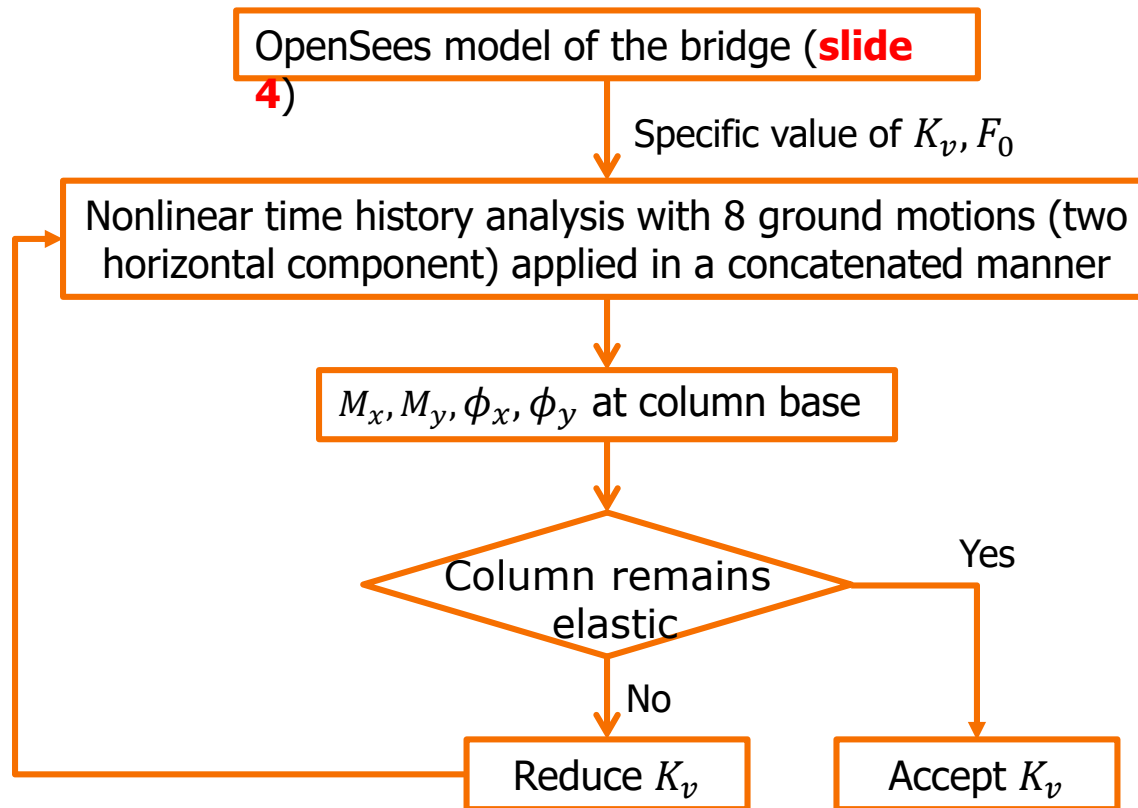 OpenSees model of the bridge (slide
4)
Specific value of K_v, F_0
Nonlinear time history analysis with 8 ground motions (two
horizontal component) applied in a concatenated manner
M_x, M_y, ϕ_x, ϕ_y at column base
Column remains
elastic
Yes
No
Reduce K_v
Accept K_v